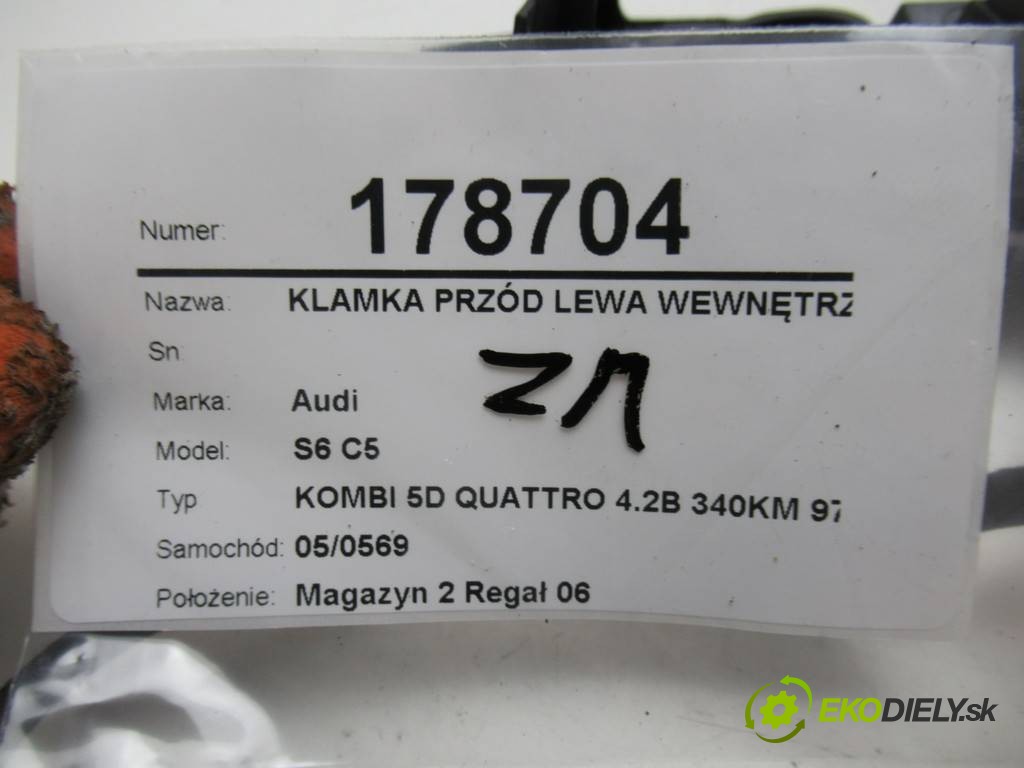 Numer: 178704
Nazwa: KLAMKA PRZÓD LEWA WEWNĘTRZ
Sn
Marka: Audi
Model: S6 C5
Typ KOMBI 5D QUATTRO 4.2B 340KM 97
Samochód: 05/0569
Położenie: Magazyn 2 Regał 06
EKODIELY.sk